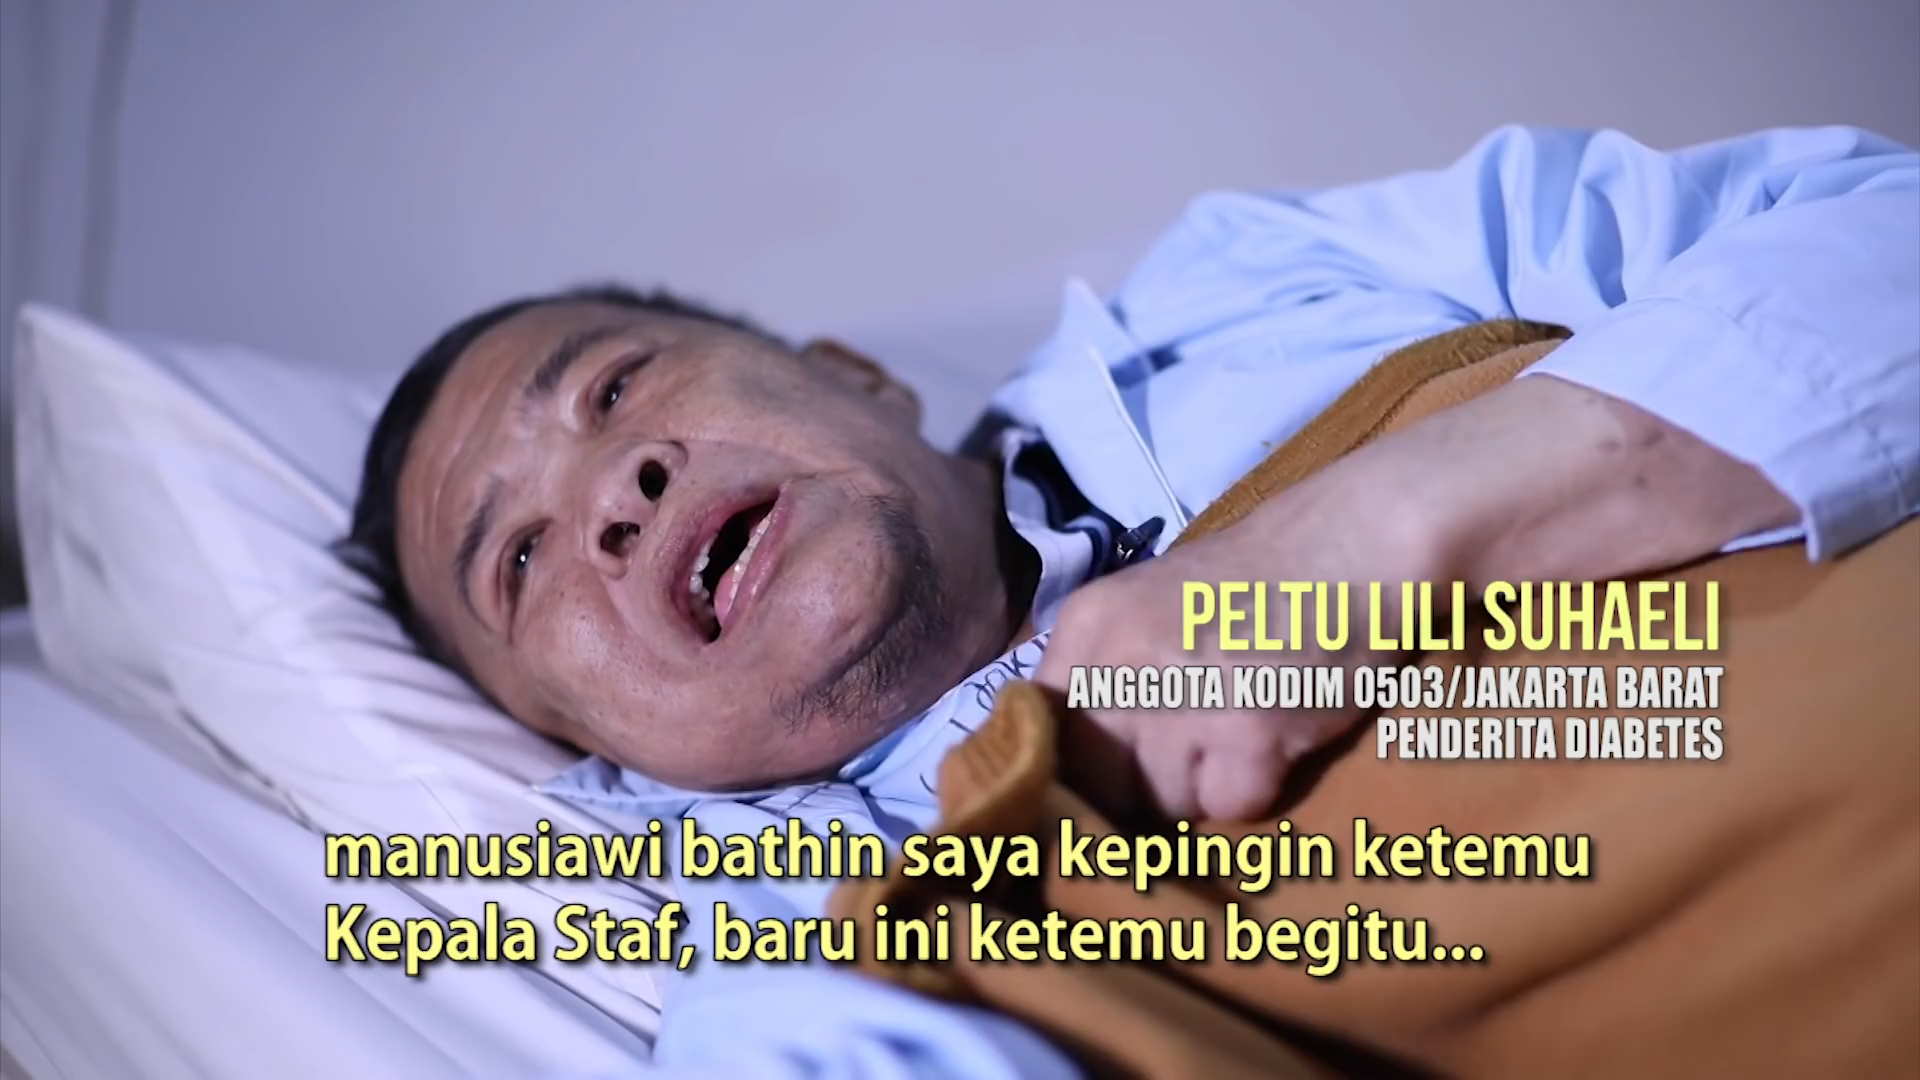 PELTU LILI SUHAELI
ANGGOTA KODIM 0503/JAKARTA BARAT
PENDERITA DIABETES
manusiawi bathin saya kepingin ketemu
Kepala Staf, baru ini ketemu begitu...